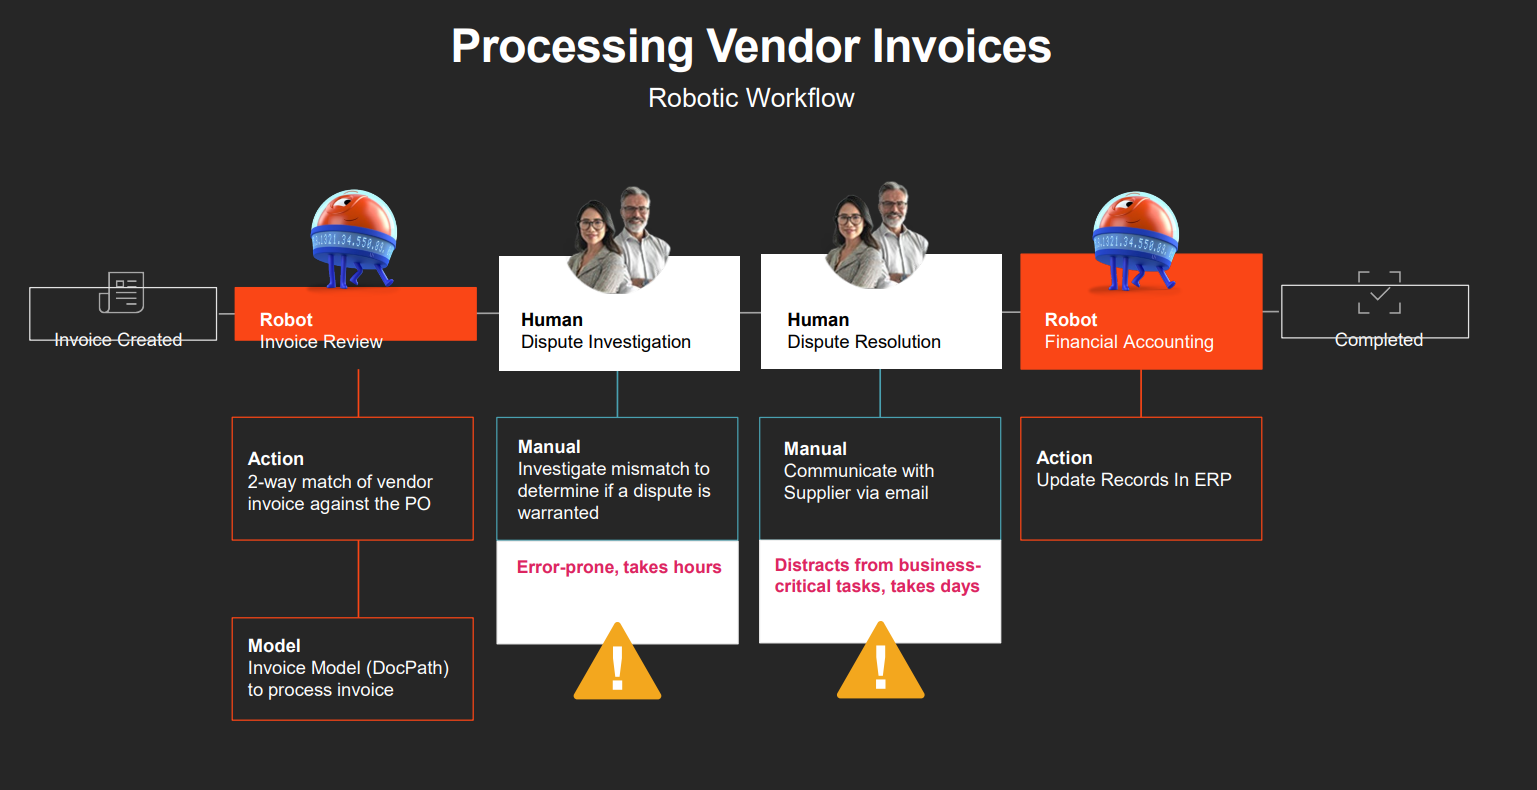 Processing Vendor Invoices
Robotic Workflow
Invoice Created
Robot
Invoice Review
Human
Dispute Investigation
Human
Dispute Resolution
Robot
Financial Accounting
Completed
Action
2-way match of vendor
invoice against the PO
Manual
Investigate mismatch to
determine if a dispute is
warranted
Manual
Communicate with
Supplier via email
Action
Update Records In ERP
Error-prone, takes hours
Distracts from business-
critical tasks, takes days
Model
Invoice Model (DocPath)
to process invoice